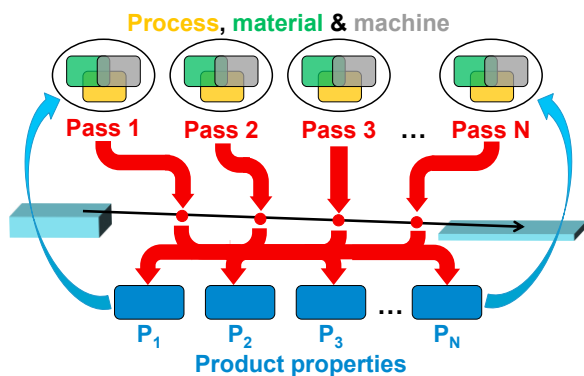 Process, material & machine
Pass 1 Pass 2 Pass 3 ... Pass N
...
P1 P2 P3 PN
Product properties